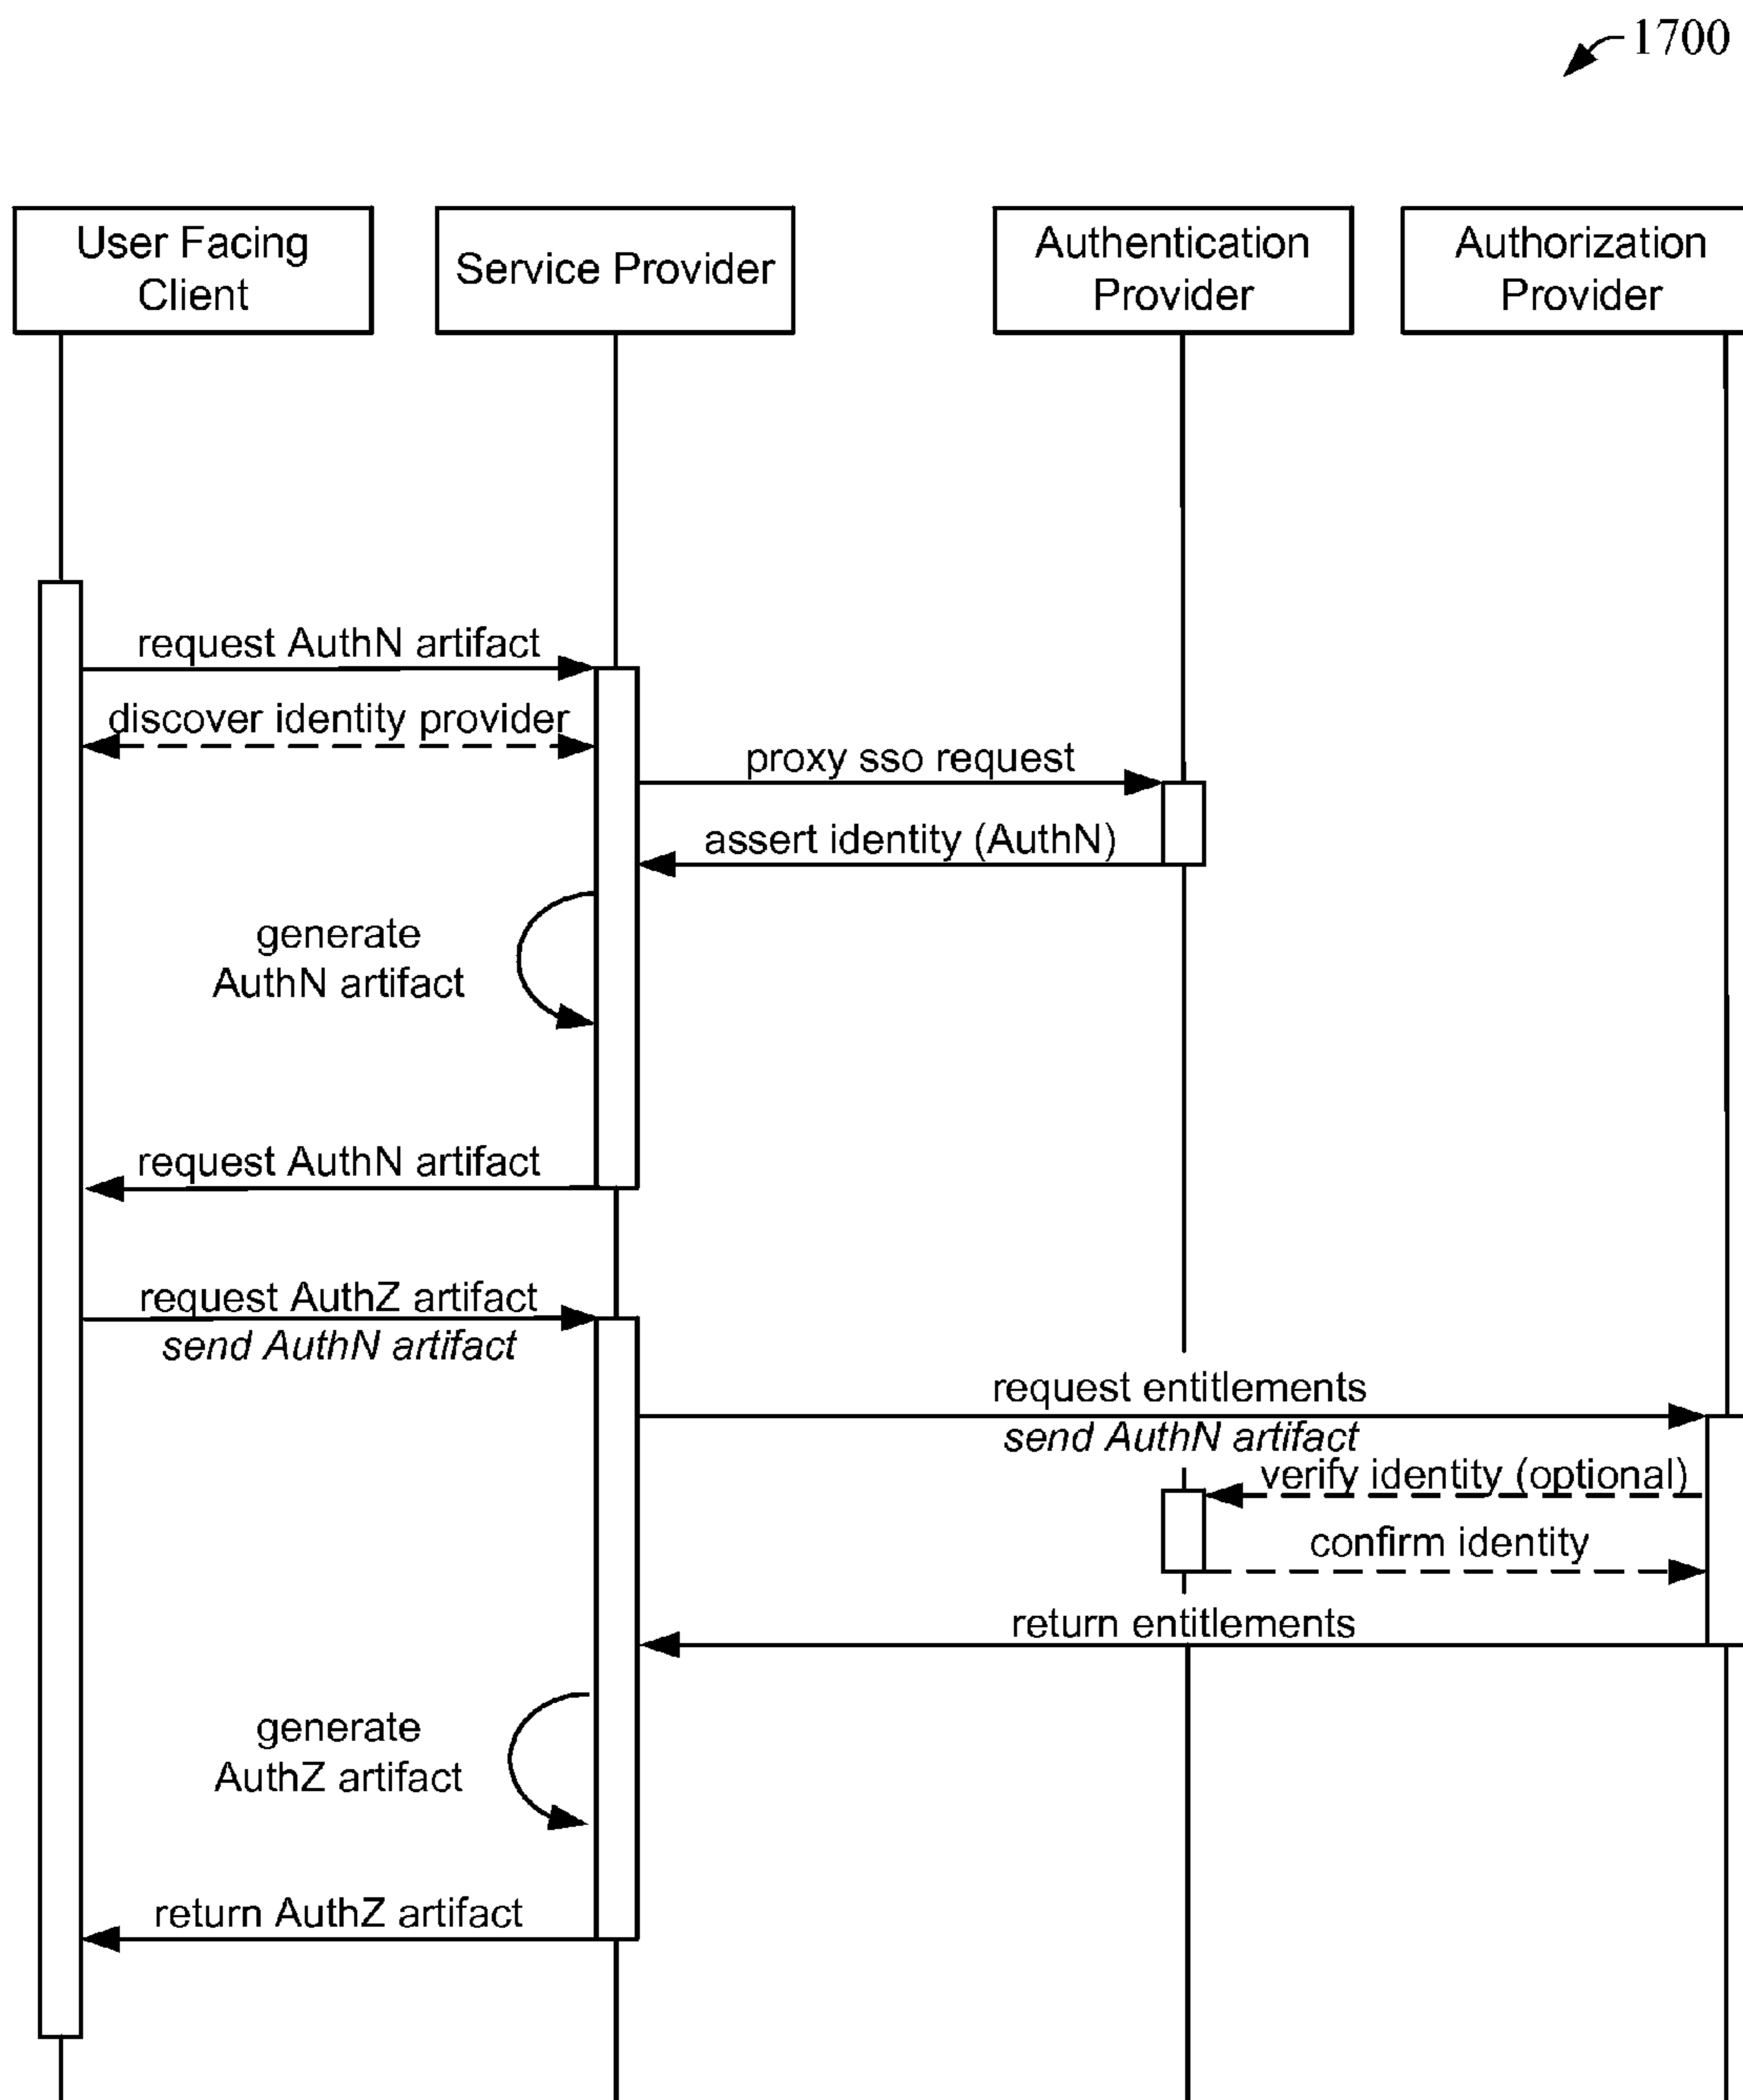 1700
User Facing
Client
Service Provider
Authentication
Provider
Authorization
Provider
request AuthN artifact
discover identity provider
proxy sso request
assert identity (AuthN)
generate
AuthN artifact
request AuthN artifact
request AuthZ artifact
send AuthN artifact
request entitlements
send AuthN artifact
verify identity (optional)
confirm identity
return entitlements
generate
AuthZ artifact
return AuthZ artifact